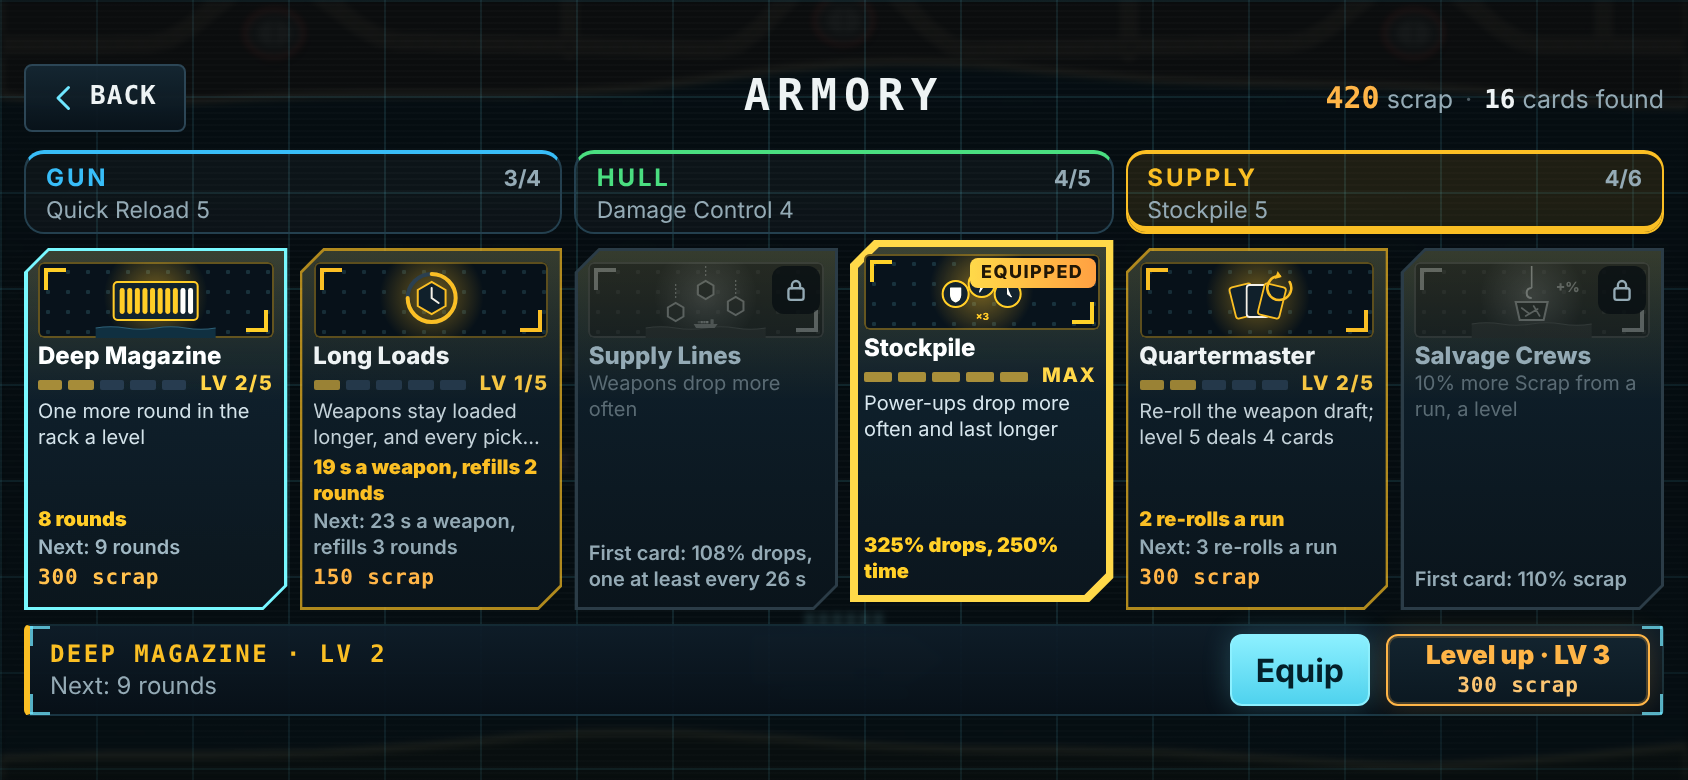 BACK
ARMORY
420 scrap · 16 cards found
GUN 3/4
Quick Reload 5
HULL 4/5
Damage Control 4
SUPPLY 4/6
Stockpile 5
Deep Magazine
LV 2/5
One more round in the
rack a level
8 rounds
Next: 9 rounds
300 scrap
Long Loads
LV 1/5
Weapons stay loaded
longer, and every pick...
19 s a weapon, refills 2
rounds
Next: 23 s a weapon,
refills 3 rounds
150 scrap
Supply Lines
Weapons drop more
often
First card: 108% drops,
one at least every 26 s
EQUIPPED
×3
Stockpile
MAX
Power-ups drop more
often and last longer
325% drops, 250%
time
Quartermaster
LV 2/5
Re-roll the weapon draft;
level 5 deals 4 cards
2 re-rolls a run
Next: 3 re-rolls a run
300 scrap
+%
Salvage Crews
10% more Scrap from a
run, a level
First card: 110% scrap
DEEP MAGAZINE · LV 2
Next: 9 rounds
Equip
Level up · LV 3
300 scrap